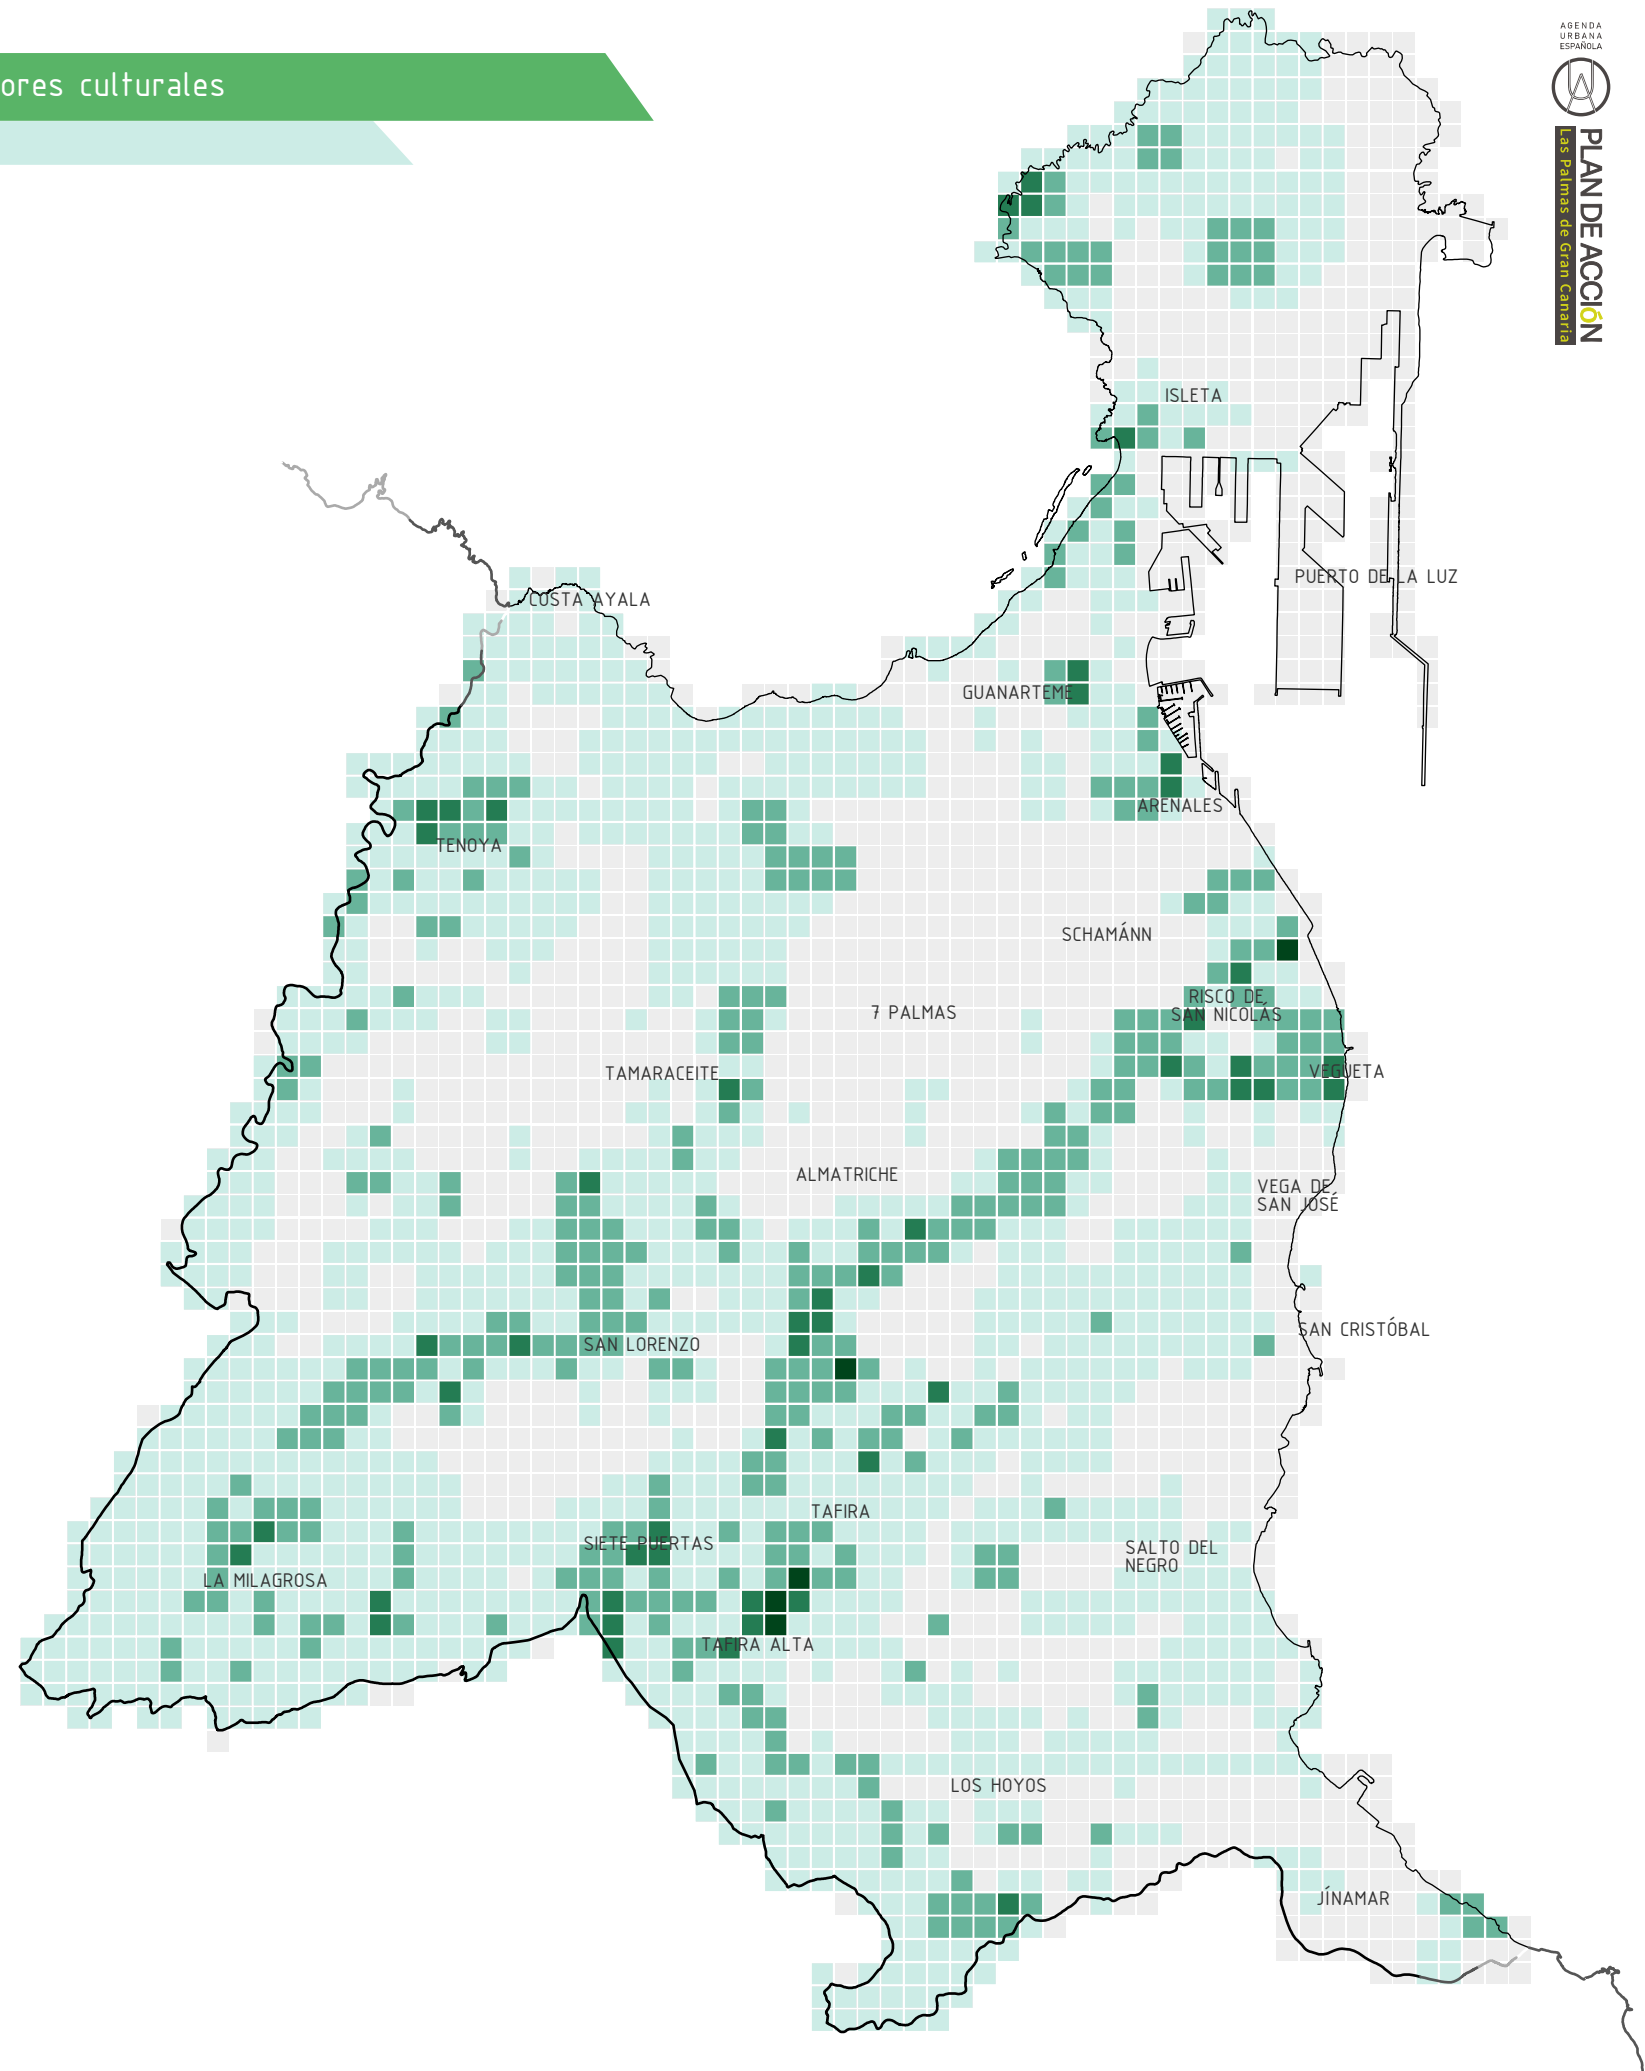 ores culturales
AGENDA
URBANA
ESPAÑOLA
PLAN DE ACCIÓN
Las Palmas de Gran Canaria
ISLETA
PUERTO DE LA LUZ
COSTA AYALA
GUANARTEME
ARENALES
TENOYA
SCHAMÁNN
RISCO DE
SAN NICOLÁS
7 PALMAS
TAMARACEITE
VEGUETA
ALMATRICHE
VEGA DE
SAN JOSÉ
SAN CRISTÓBAL
SAN LORENZO
TAFIRA
SIETE PUERTAS
SALTO DEL
NEGRO
LA MILAGROSA
TAFIRA ALTA
LOS HOYOS
JÍNAMAR